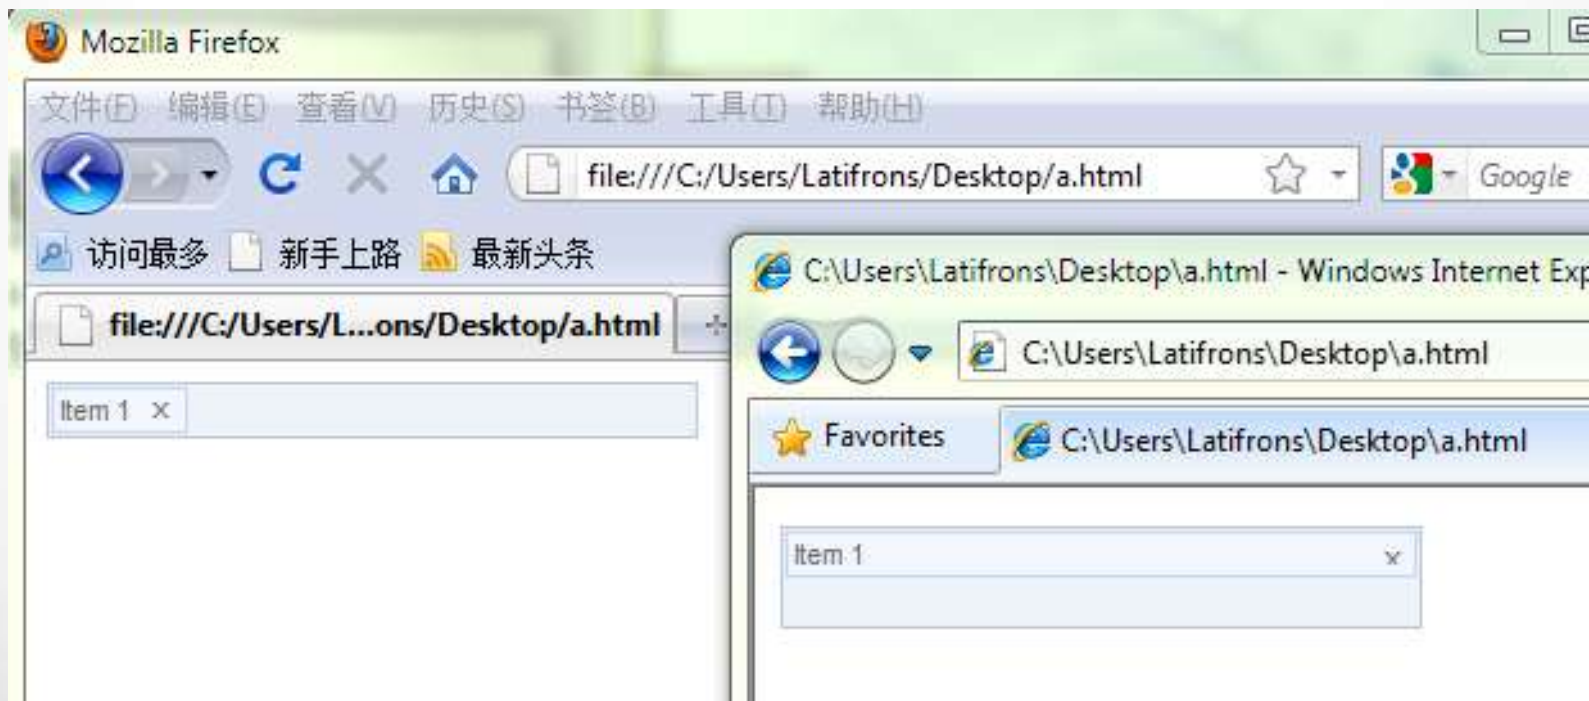 Mozilla Firefox
文件(F) 编辑(E) 查看(V) 历史(S) 书签(B) 工具(T) 帮助(H)
file:///C:/Users/Latifrons/Desktop/a.html
Google
访问最多 新手上路 最新头条
file:///C:/Users/L...ons/Desktop/a.html
Item 1 ×
C:\Users\Latifrons\Desktop\a.html - Windows Internet Exp
C:\Users\Latifrons\Desktop\a.html
Favorites
C:\Users\Latifrons\Desktop\a.html
Item 1 ×